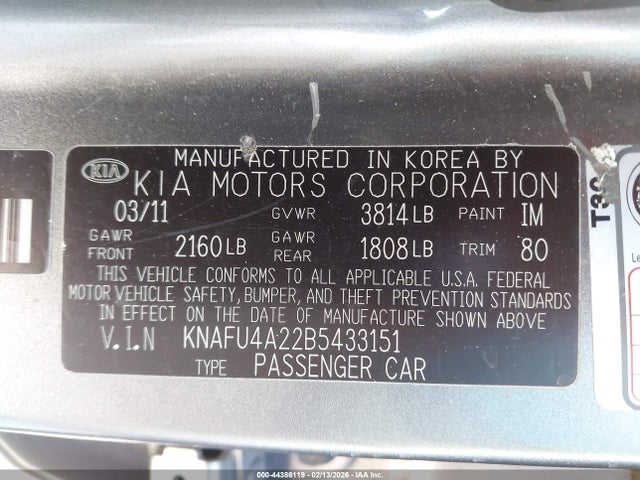 KIA
MANUFACTURED IN KOREA BY
KIA MOTORS CORPORATION
03/11 GVWR 3814 LB PAINT IM
GAWR FRONT 2160 LB GAWR REAR 1808 LB TRIM 80
THIS VEHICLE CONFORMS TO ALL APPLICABLE U.S.A. FEDERAL
MOTOR VEHICLE SAFETY, BUMPER, AND THEFT PREVENTION STANDARDS
IN EFFECT ON THE DATE OF MANUFACTURE SHOWN ABOVE
V.I.N KNAFU4A22B5433151
TYPE PASSENGER CAR
000-44386119 - 02/13/2026 - IAA Inc.